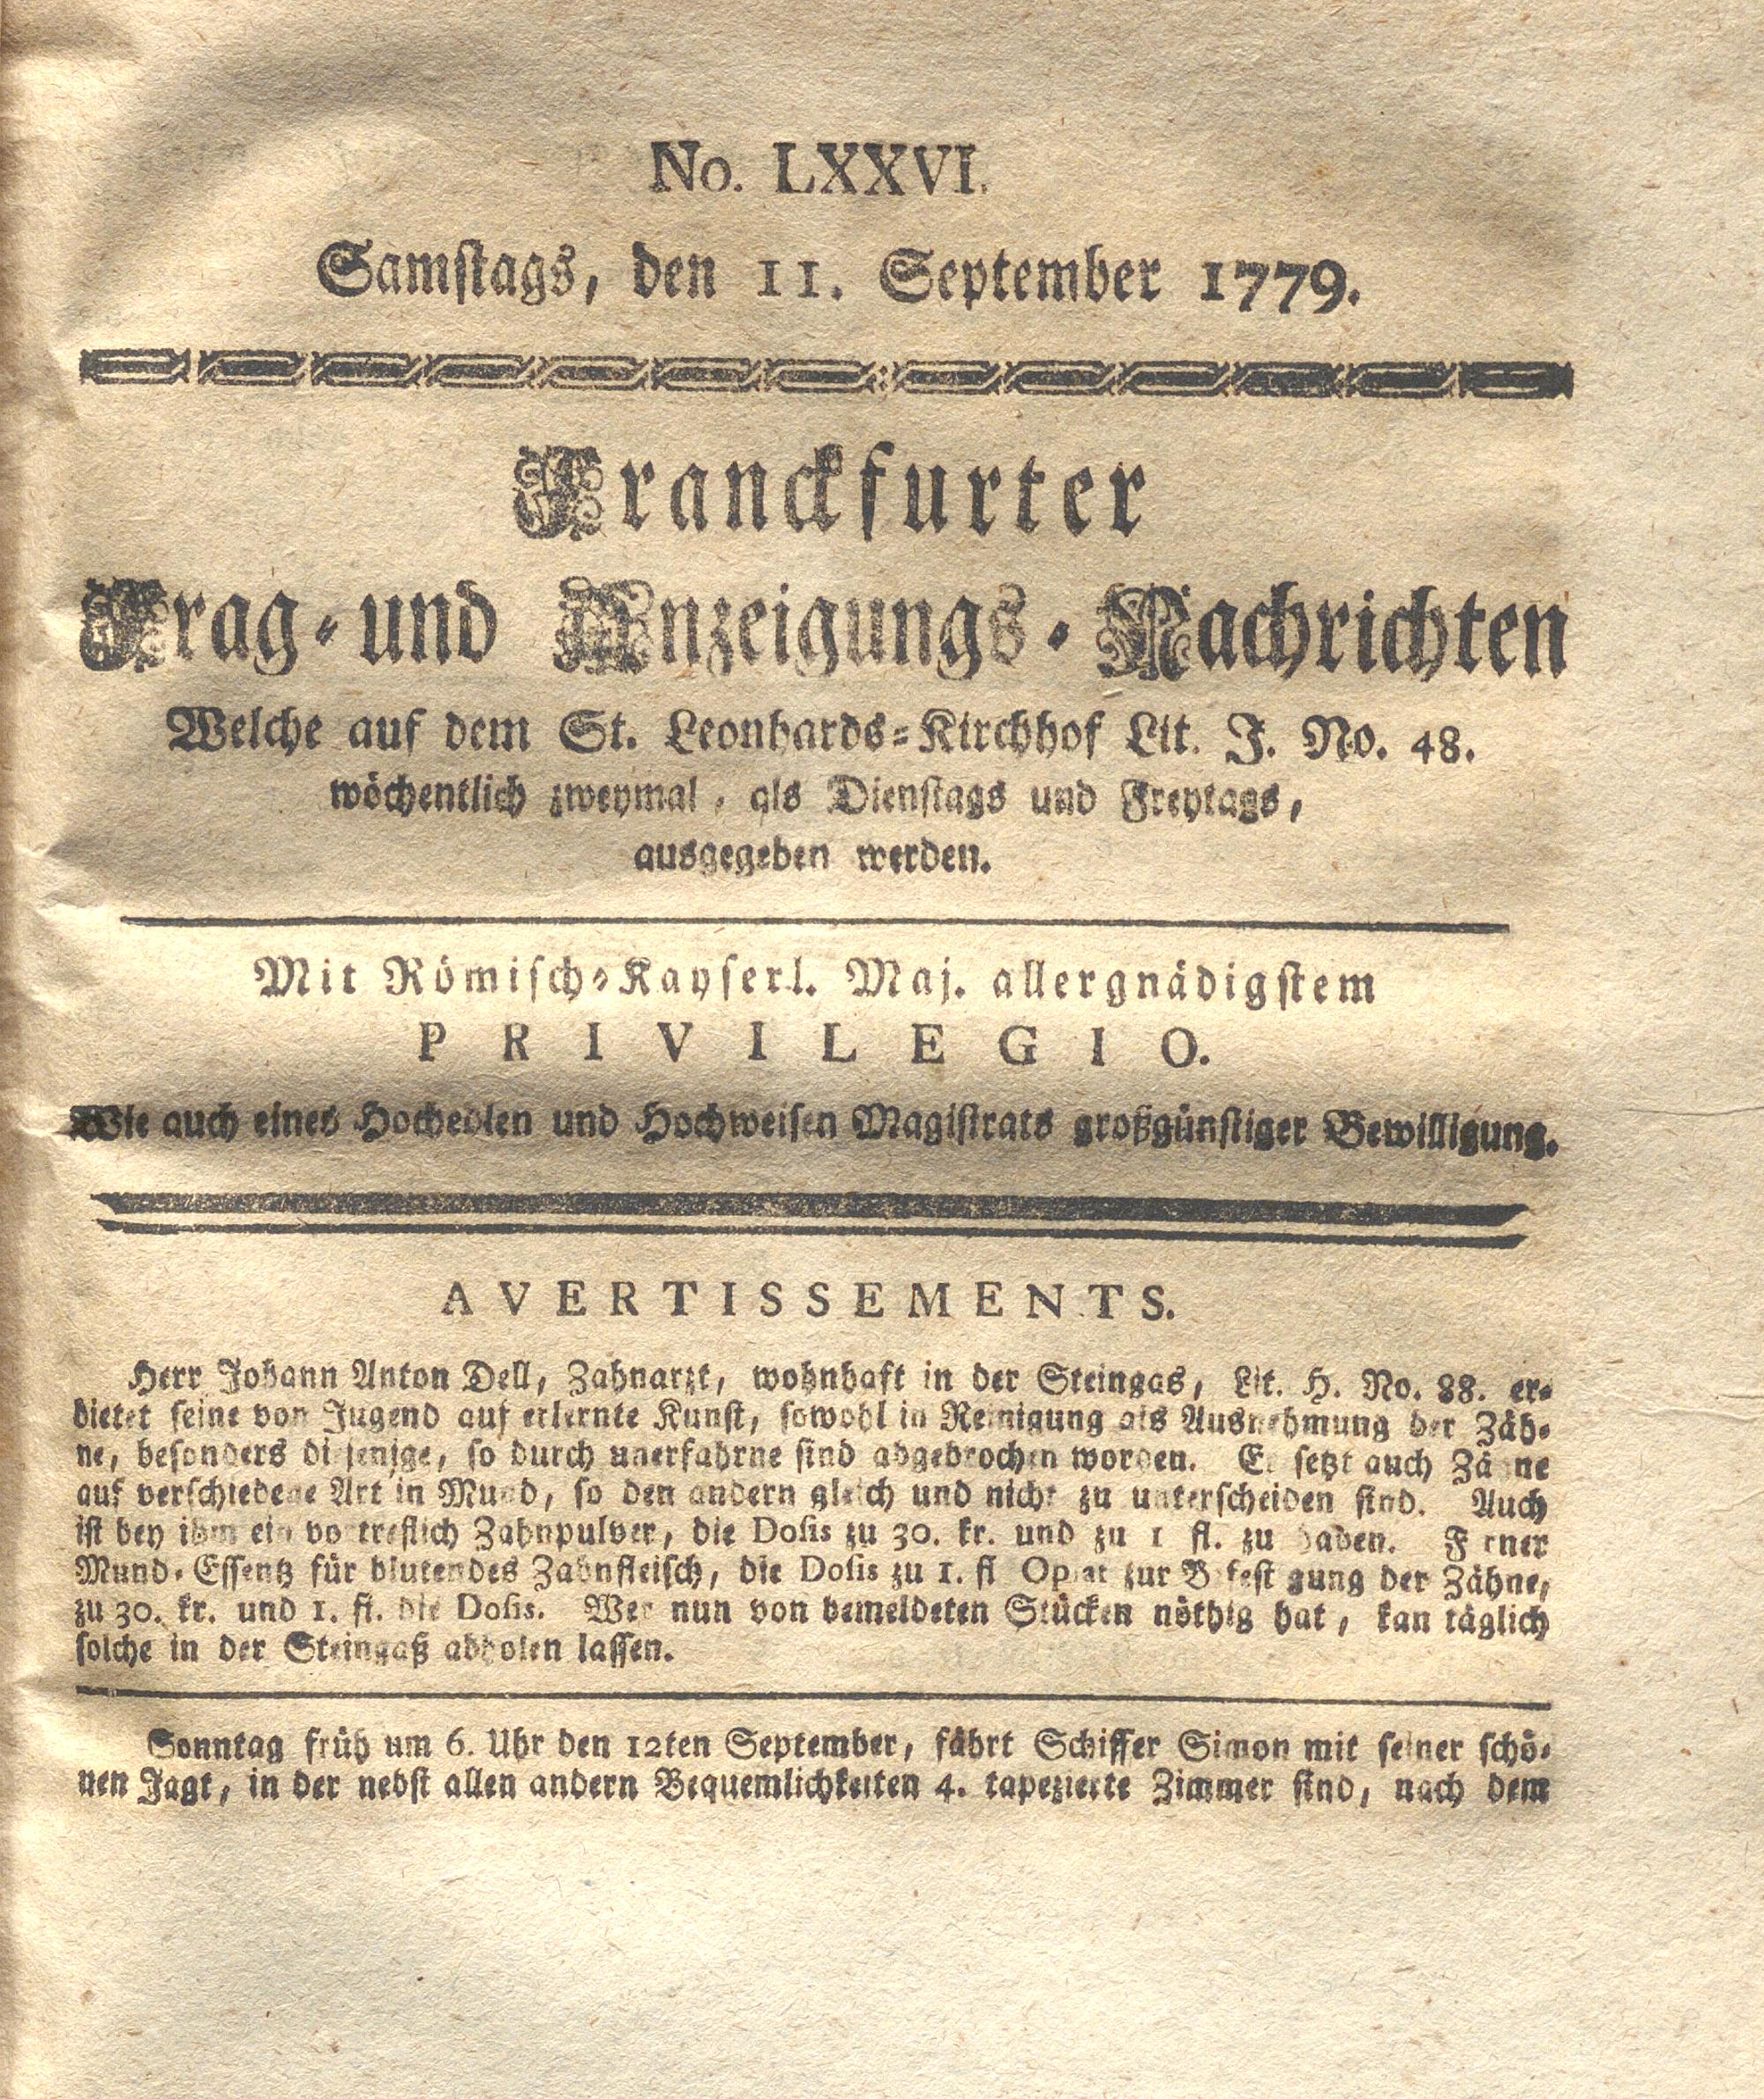 No. LXXVI.
Samstags, den 11. September 1779.
Franckfurter
Frag- und Anzeigungs-Nachrichten
Welche auf dem St. Leonhards-Kirchhof Lit. J. No. 48.
wöchentlich zweymal, als Dienstags und Freytags,
ausgegeben werden.
Mit Römisch-Kayserl. Maj. allergnädigstem
PRIVILEGIO.
Wie auch eines Hochedlen und Hochweisen Magistrats großgünstiger Bewilligung.
AVERTISSEMENTS.
Herr Johann Anton Dell, Zahnarzt, wohnhaft in der Steingas, Lit. H. No. 88. er-
bietet seine von Jugend auf erlernte Kunst, sowohl in Reinigung als Ausnehmung der Zäh-
ne, besonders diejenige, so durch unerfahrne sind abgebrochen worden. Er setzt auch Zähne
auf verschiedene Art in Mund, so den andern gleich und nicht zu unterscheiden sind. Auch
ist bey ihm ein vortreflich Zahnpulver, die Dosis zu 30. kr. und zu 1 fl. zu haben. Ferner
Mund-Essentz für blutendes Zahnfleisch, die Dosis zu 1. fl Opiat zur Befestigung der Zähne,
zu 30. kr. und 1. fl. die Dosis. Wer nun von bemeldeten Stücken nöthig hat, kan täglich
solche in der Steingaß abholen lassen.
Sonntag früh um 6. Uhr den 12ten September, fährt Schiffer Simon mit seiner schö-
nen Jagt, in der nebst allen andern Bequemlichkeiten 4. tapezierte Zimmer sind, nach dem